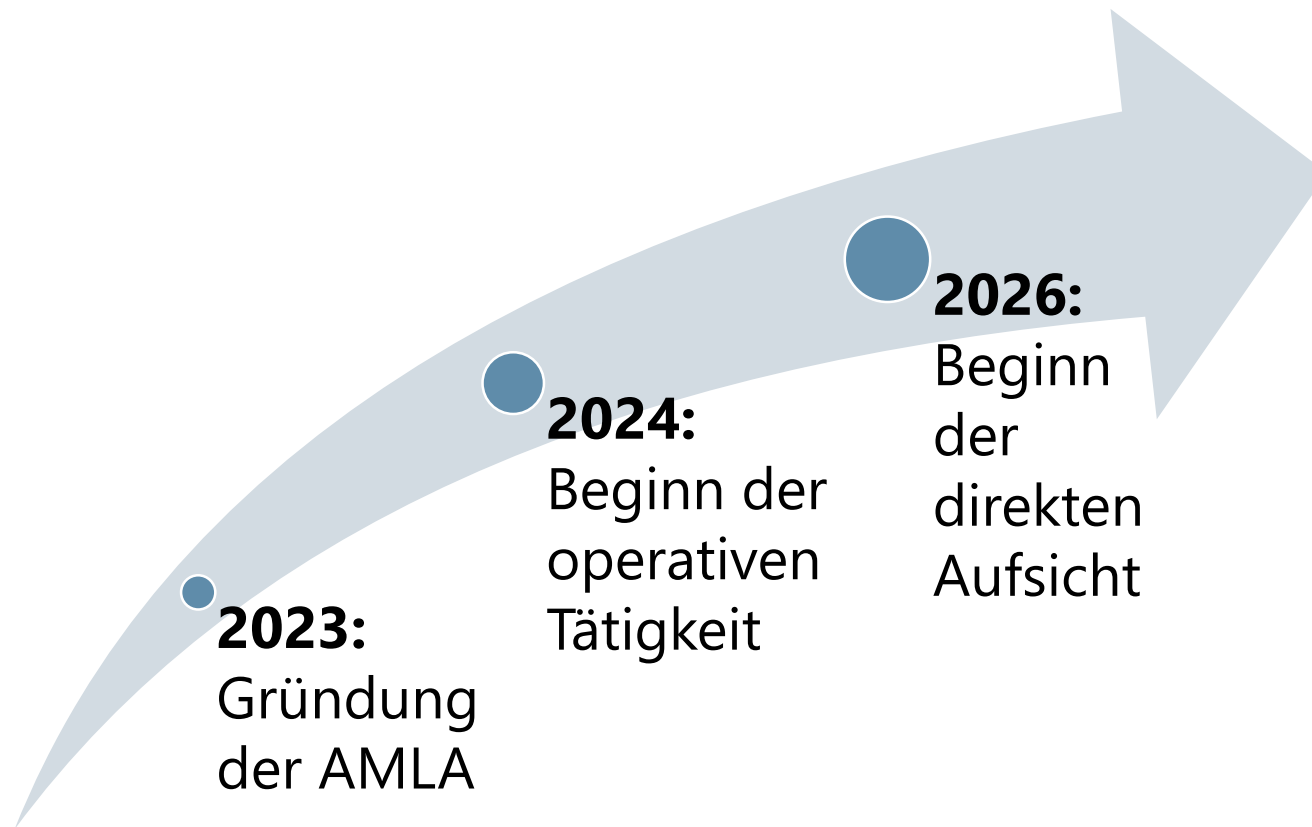 2023:
Gründung
der AMLA
2024:
Beginn der
operativen
Tätigkeit
2026:
Beginn
der
direkten
Aufsicht